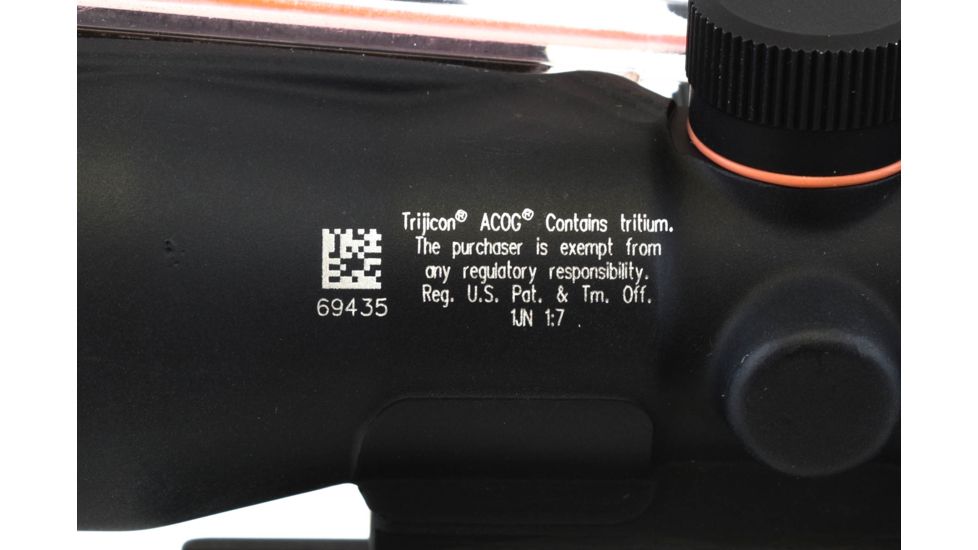 Trijicon® ACOG® Contains tritium.
The purchaser is exempt from
any regulatory responsibility.
Reg. U.S. Pat. & Tm. Off.
1JN 1:7
69435